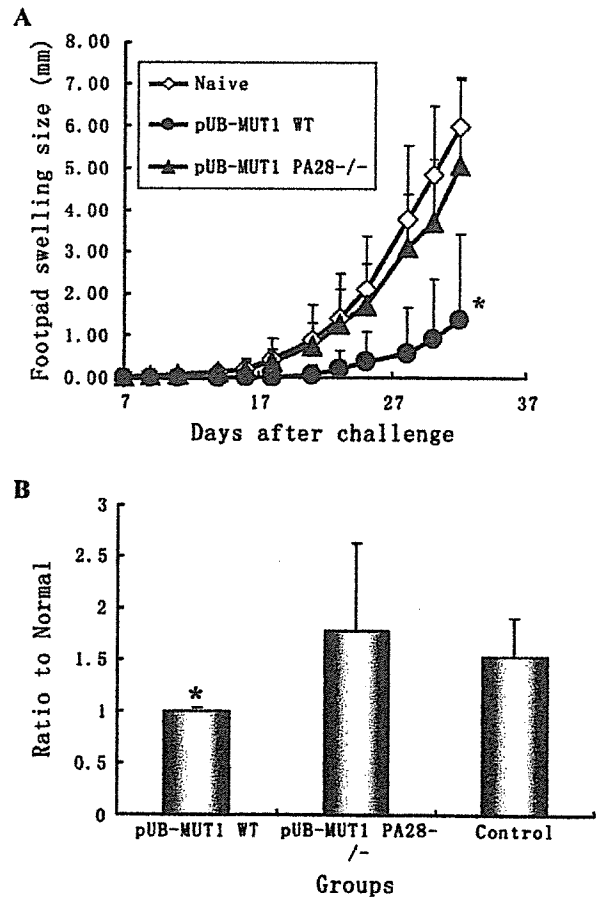 A
8.00
7.00
6.00
5.00
4.00
3.00
2.00
1.00
0.00
Footpad swelling size (mm)
Naive
pUB-MUT1 WT
pUB-MUT1 PA28-/-
*
7 17 27 37
Days after challenge
B
3
2.5
2
1.5
1
0.5
0
Ratio to Normal
*
pUB-MUT1 WT pUB-MUT1 PA28- Control
/-
Groups